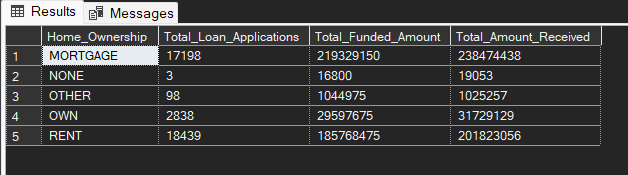 Results Messages
Home_Ownership Total_Loan_Applications Total_Funded_Amount Total_Amount_Received
1 MORTGAGE 17198 219329150 238474438
2 NONE 3 16800 19053
3 OTHER 98 1044975 1025257
4 OWN 2838 29597675 31729129
5 RENT 18439 185768475 201823056